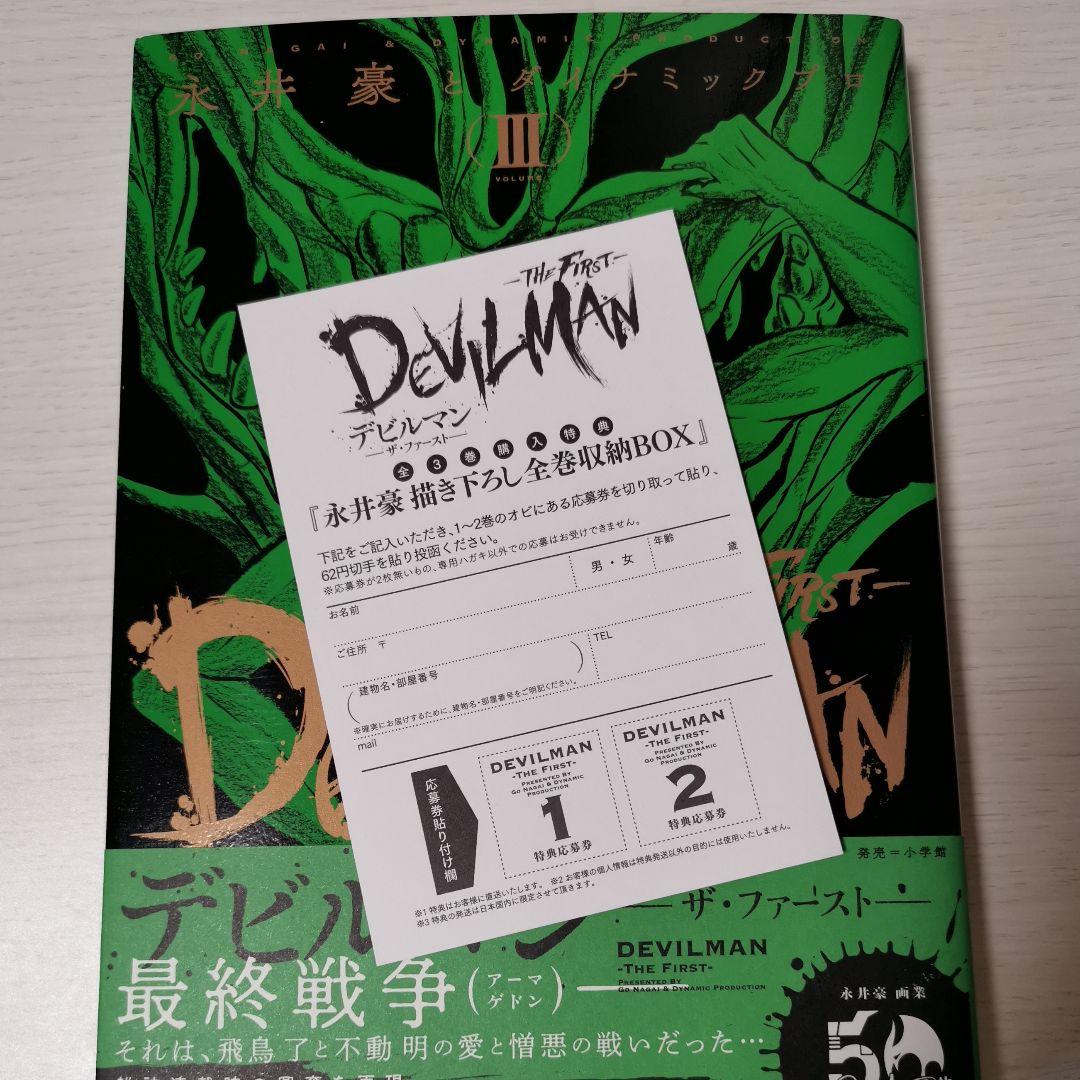 GO NAGAI & DYNAMIC PRODUCTION
永井豪とダイナミックプロ
III
VOLUME
-THE FIRST-
DEVILMAN
デビルマン
—ザ・ファースト—
全3巻購入特典
『永井豪 描き下ろし全巻収納BOX』
下記をご記入いただき、1〜2巻のオビにある応募券を切り取って貼り、
62円切手を貼り投函ください。
※応募券が2枚無いもの、専用ハガキ以外での応募はお受けできません。
お名前
男・女
年齢
歳
ご住所 〒
建物名・部屋番号
※確実にお届けするために、建物名・部屋番号をご明記ください。
TEL
mail
応募券貼り付け欄
DEVILMAN
-THE FIRST-
PRESENTED BY
GO NAGAI & DYNAMIC
PRODUCTION
1
特典応募券
DEVILMAN
-THE FIRST-
PRESENTED BY
GO NAGAI & DYNAMIC
PRODUCTION
2
特典応募券
※1 特典はお客様に直送いたします。 ※2 お客様の個人情報は特典発送以外の目的には使用いたしません。
※3 特典の発送は日本国内に限定させて頂きます。
FIRST-
発売=小学館
デビルマン
—ザ・ファースト—
DEVILMAN
-THE FIRST-
PRESENTED BY
GO NAGAI & DYNAMIC PRODUCTION
最終戦争(アーマゲドン)—
それは、飛鳥 了と不動 明の愛と憎悪の戦いだった…
永井豪 画業
50